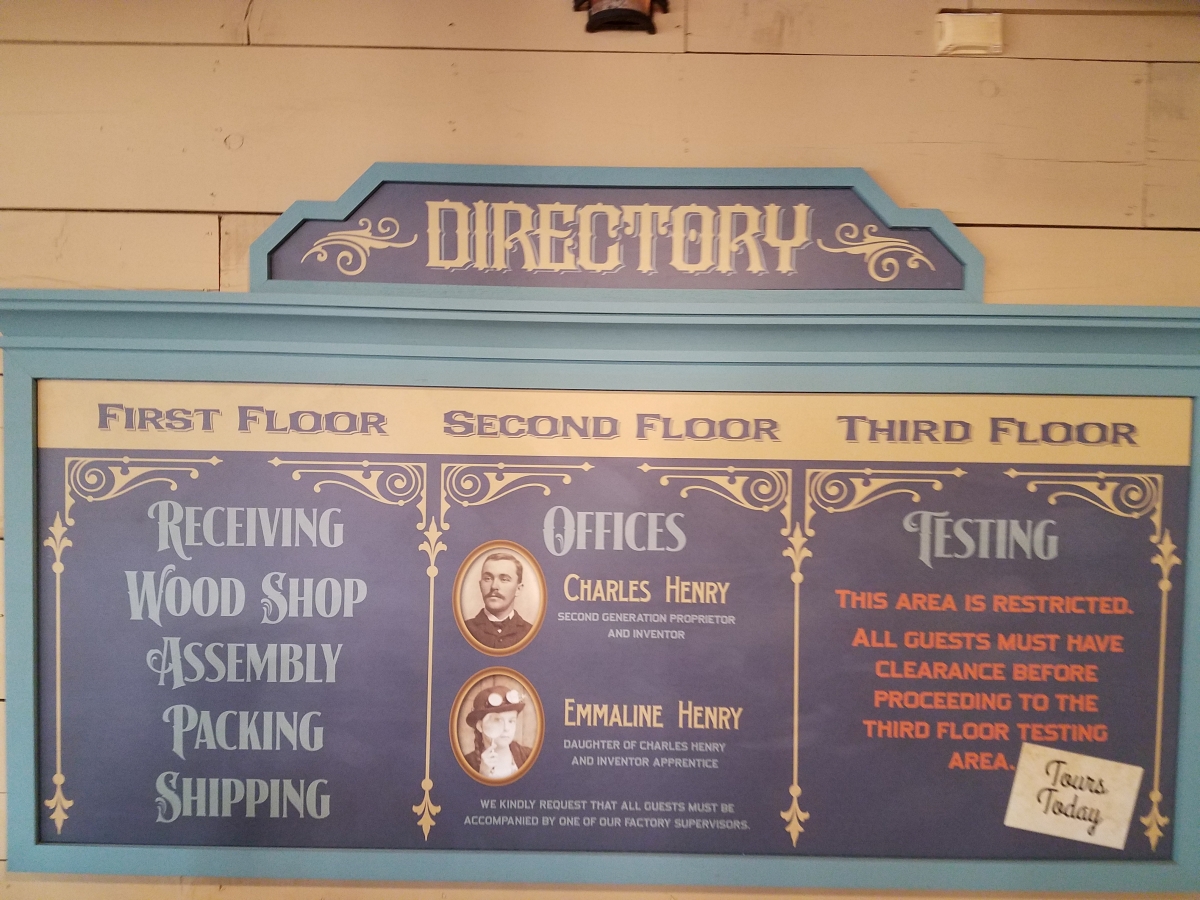 DIRECTORY
FIRST FLOOR
RECEIVING
WOOD SHOP
ASSEMBLY
PACKING
SHIPPING
SECOND FLOOR
OFFICES
CHARLES HENRY
SECOND GENERATION PROPRIETOR
AND INVENTOR
EMMALINE HENRY
DAUGHTER OF CHARLES HENRY
AND INVENTOR APPRENTICE
WE KINDLY REQUEST THAT ALL GUESTS MUST BE
ACCOMPANIED BY ONE OF OUR FACTORY SUPERVISORS.
THIRD FLOOR
TESTING
THIS AREA IS RESTRICTED.
ALL GUESTS MUST HAVE
CLEARANCE BEFORE
PROCEEDING TO THE
THIRD FLOOR TESTING
AREA.
Tours
Today